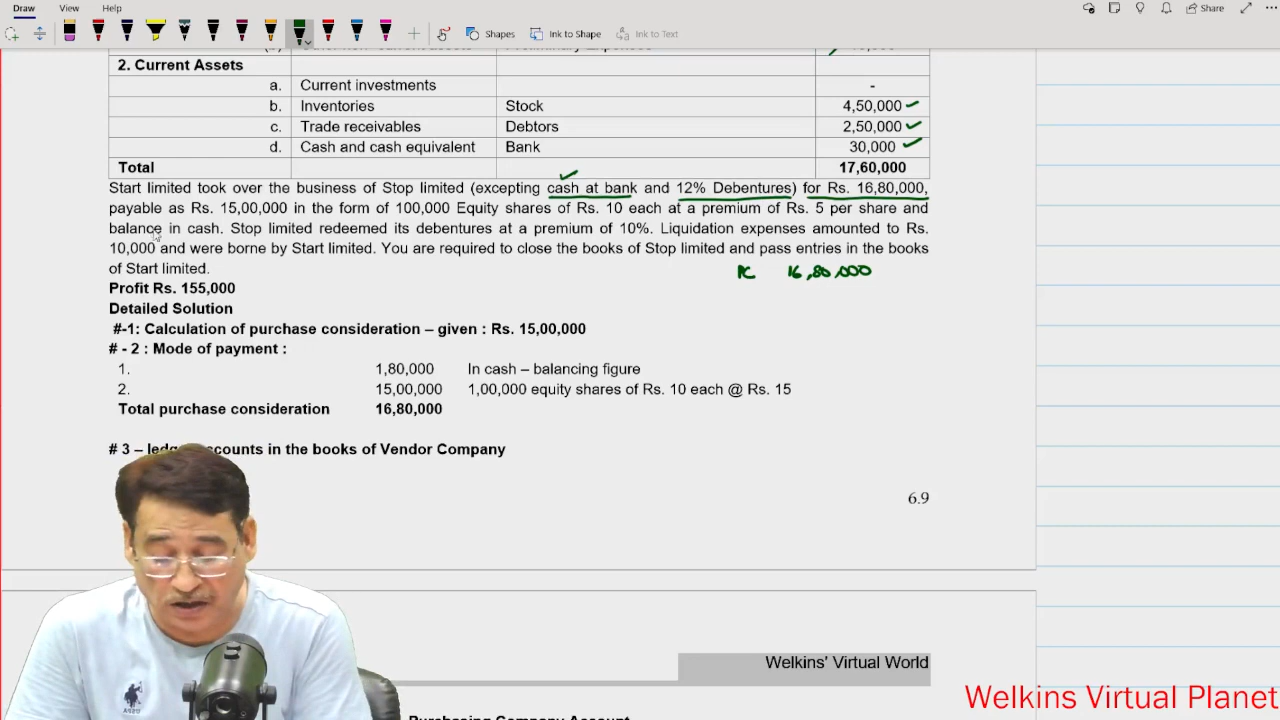 Draw View Help
Share
Shapes Ink to Shape Ink to Text
2. Current Assets
a. Current investments -
b. Inventories Stock 4,50,000
c. Trade receivables Debtors 2,50,000
d. Cash and cash equivalent Bank 30,000
Total 17,60,000
Start limited took over the business of Stop limited (excepting cash at bank and 12% Debentures) for Rs. 16,80,000,
payable as Rs. 15,00,000 in the form of 100,000 Equity shares of Rs. 10 each at a premium of Rs. 5 per share and
balance in cash. Stop limited redeemed its debentures at a premium of 10%. Liquidation expenses amounted to Rs.
10,000 and were borne by Start limited. You are required to close the books of Stop limited and pass entries in the books
of Start limited.
PC 16,80,000
Profit Rs. 155,000
Detailed Solution
#-1: Calculation of purchase consideration – given : Rs. 15,00,000
# - 2 : Mode of payment :
1. 1,80,000 In cash – balancing figure
2. 15,00,000 1,00,000 equity shares of Rs. 10 each @ Rs. 15
Total purchase consideration 16,80,000
# 3 – ledger accounts in the books of Vendor Company
6.9
Welkins' Virtual World
Welkins Virtual Planet
Purchasing Company Account